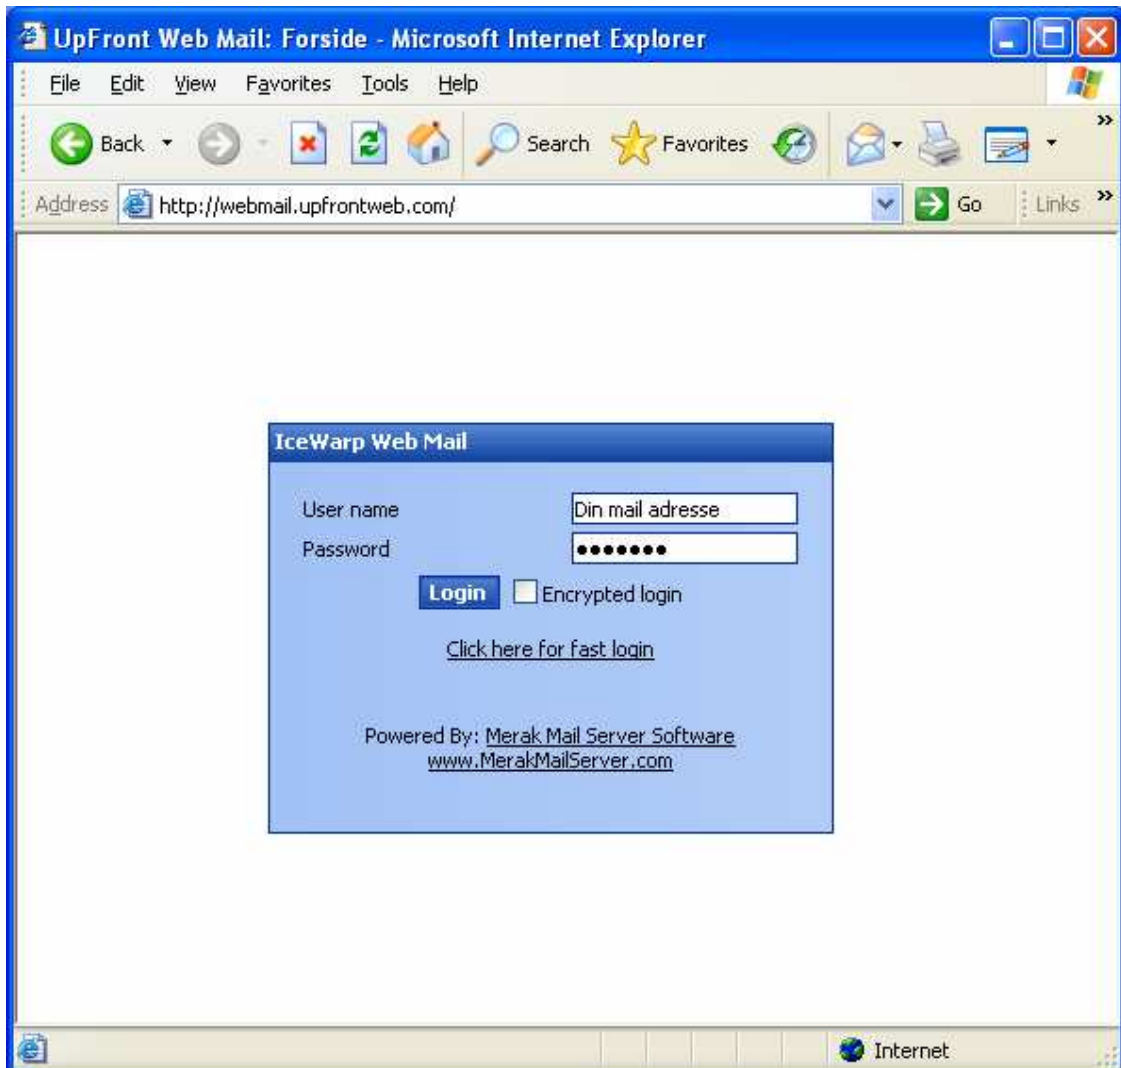 UpFront Web Mail: Forside - Microsoft Internet Explorer
File Edit View Favorites Tools Help
Back Search Favorites »
Address http://webmail.upfrontweb.com/ Go Links »
IceWarp Web Mail
User name Din mail adresse
Password •••••••
Login Encrypted login
Click here for fast login
Powered By: Merak Mail Server Software
www.MerakMailServer.com
Internet